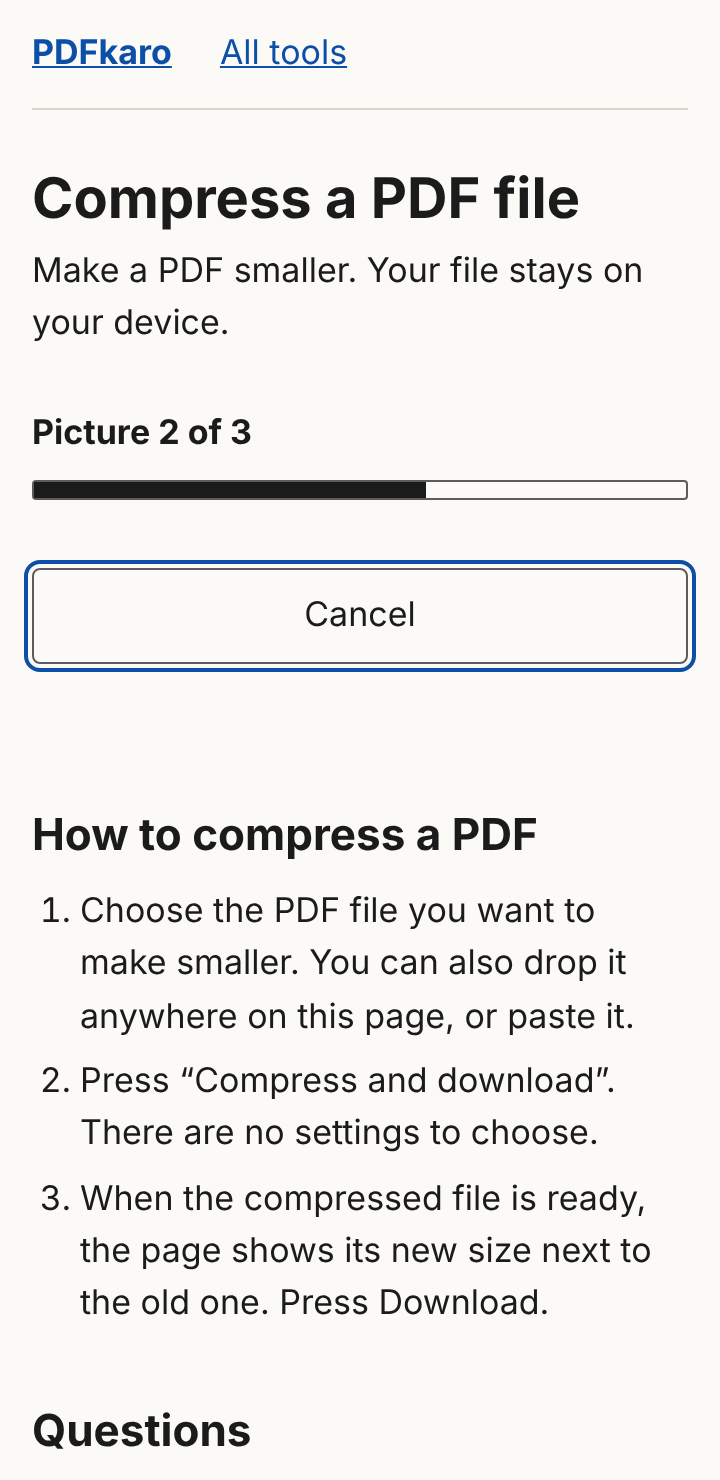 PDFkaro All tools
Compress a PDF file
Make a PDF smaller. Your file stays on
your device.
Picture 2 of 3
Cancel
How to compress a PDF
1. Choose the PDF file you want to
make smaller. You can also drop it
anywhere on this page, or paste it.
2. Press “Compress and download”.
There are no settings to choose.
3. When the compressed file is ready,
the page shows its new size next to
the old one. Press Download.
Questions